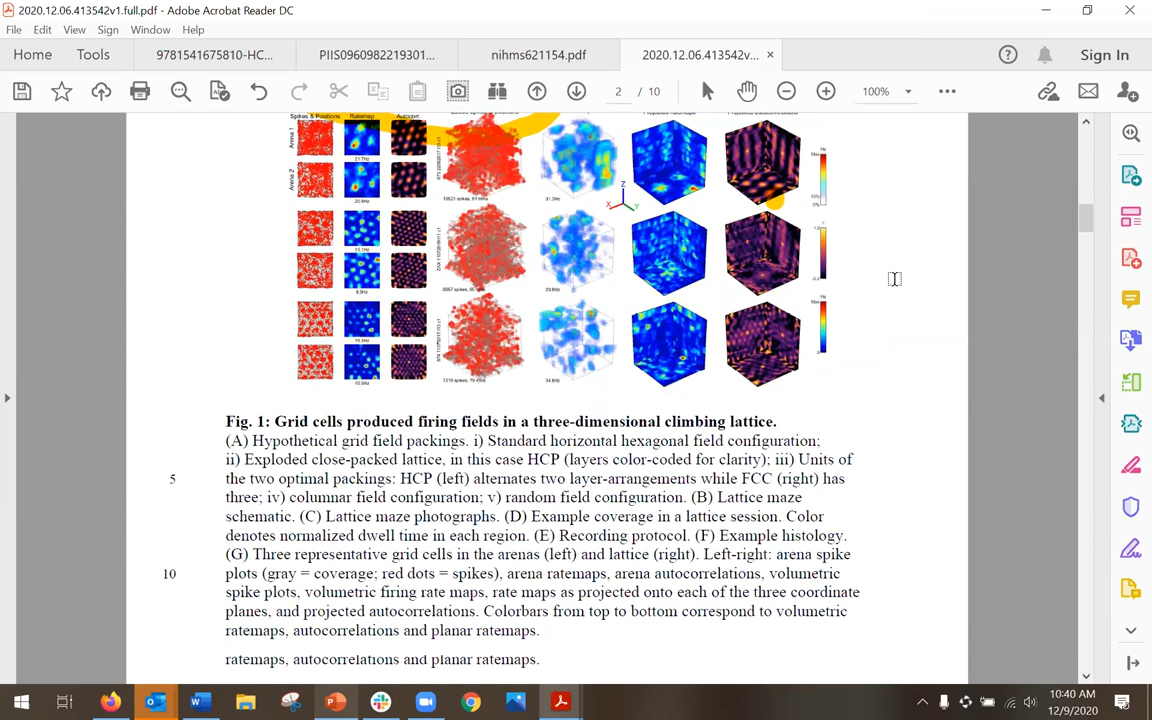 2020.12.06.413542v1.full.pdf - Adobe Acrobat Reader DC
File Edit View Sign Window Help
Home Tools 9781541675810-HC... PIIS0960982219301... nihms621154.pdf 2020.12.06.413542v... × Sign In
2 / 10 100%
Spikes & Positions Ratemap Autocorr.
Arena 1
Arena 2
Z
X Y
Fig. 1: Grid cells produced firing fields in a three-dimensional climbing lattice.
(A) Hypothetical grid field packings. i) Standard horizontal hexagonal field configuration;
ii) Exploded close-packed lattice, in this case HCP (layers color-coded for clarity); iii) Units of
5 the two optimal packings: HCP (left) alternates two layer-arrangements while FCC (right) has
three; iv) columnar field configuration; v) random field configuration. (B) Lattice maze
schematic. (C) Lattice maze photographs. (D) Example coverage in a lattice session. Color
denotes normalized dwell time in each region. (E) Recording protocol. (F) Example histology.
(G) Three representative grid cells in the arenas (left) and lattice (right). Left-right: arena spike
10 plots (gray = coverage; red dots = spikes), arena ratemaps, arena autocorrelations, volumetric
spike plots, volumetric firing rate maps, rate maps as projected onto each of the three coordinate
planes, and projected autocorrelations. Colorbars from top to bottom correspond to volumetric
ratemaps, autocorrelations and planar ratemaps.
ratemaps, autocorrelations and planar ratemaps.
10:40 AM
12/9/2020